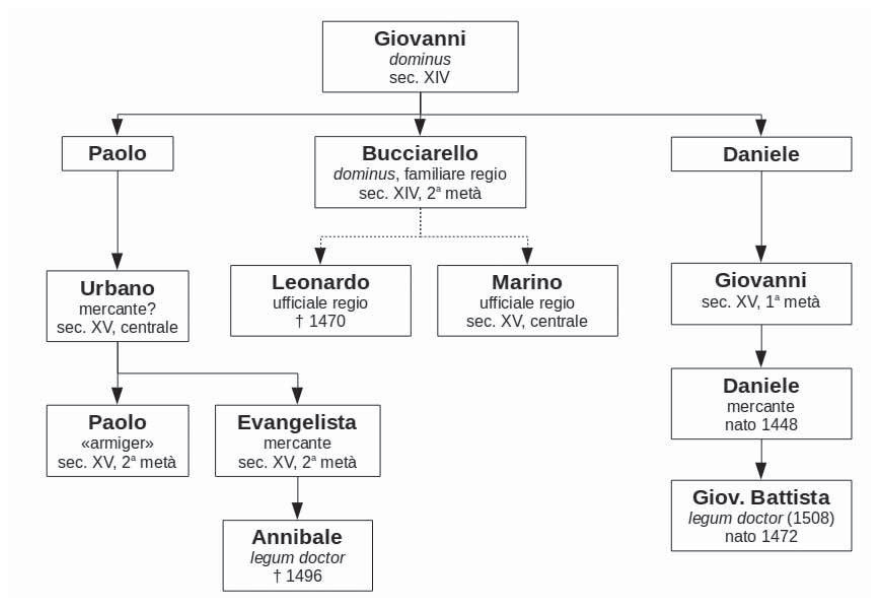 Giovanni
dominus
sec. XIV
Paolo
Bucciarello
dominus, familiare regio
sec. XIV, 2ª metà
Daniele
Urbano
mercante?
sec. XV, centrale
Leonardo
ufficiale regio
† 1470
Marino
ufficiale regio
sec. XV, centrale
Giovanni
sec. XV, 1ª metà
Daniele
mercante
nato 1448
Paolo
«armiger»
sec. XV, 2ª metà
Evangelista
mercante
sec. XV, 2ª metà
Giov. Battista
legum doctor (1508)
nato 1472
Annibale
legum doctor
† 1496